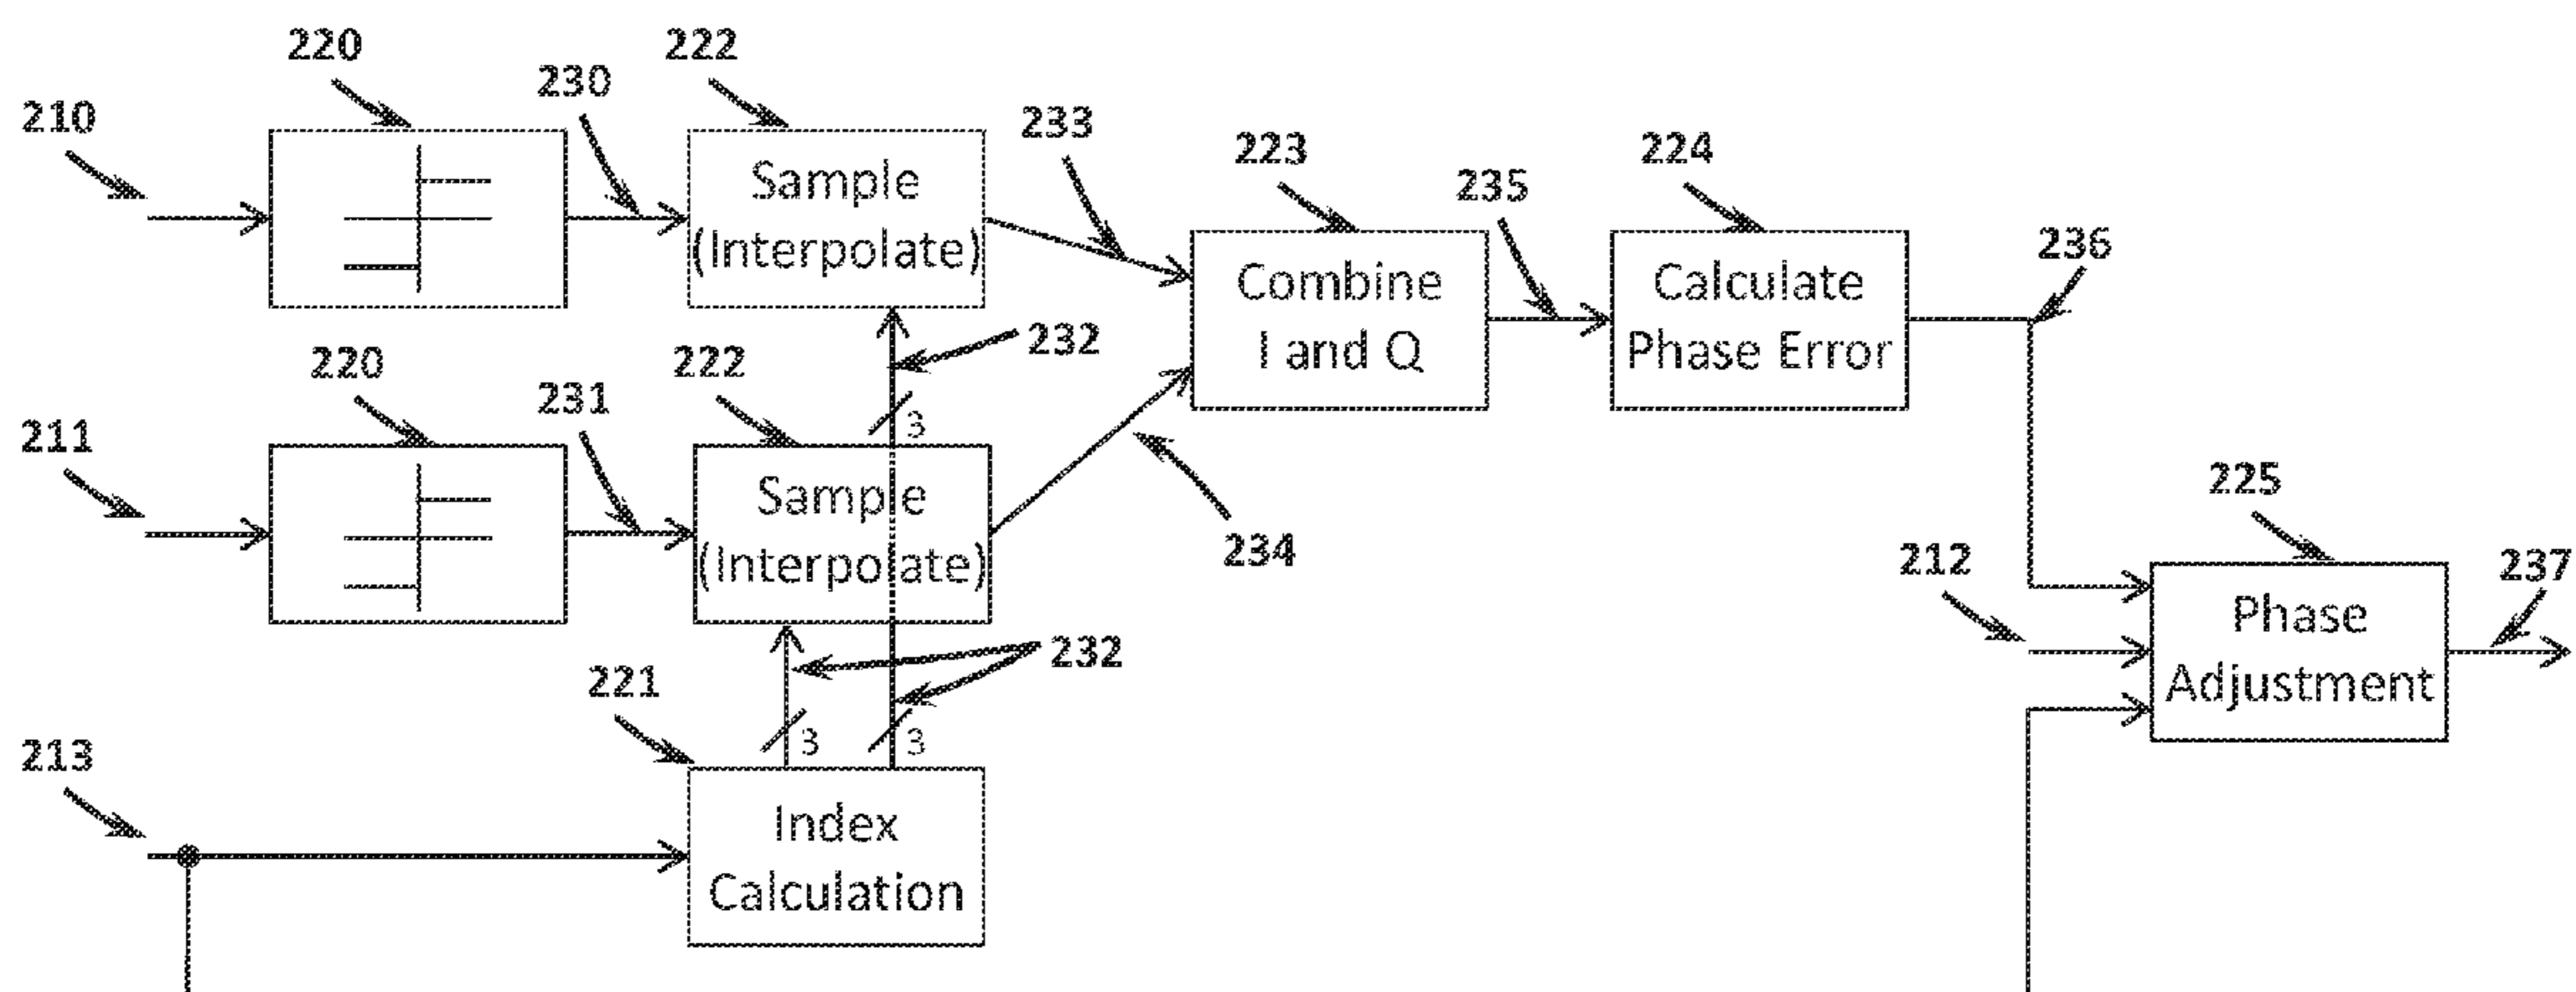 220
222
230
210
233
223
224
235
Sample
(Interpolate)
236
Combine
I and Q
Calculate
Phase Error
232
220
222
231
3
211
225
Sample
(Interpolate)
234
212
237
Phase
Adjustment
232
221
3
3
213
Index
Calculation